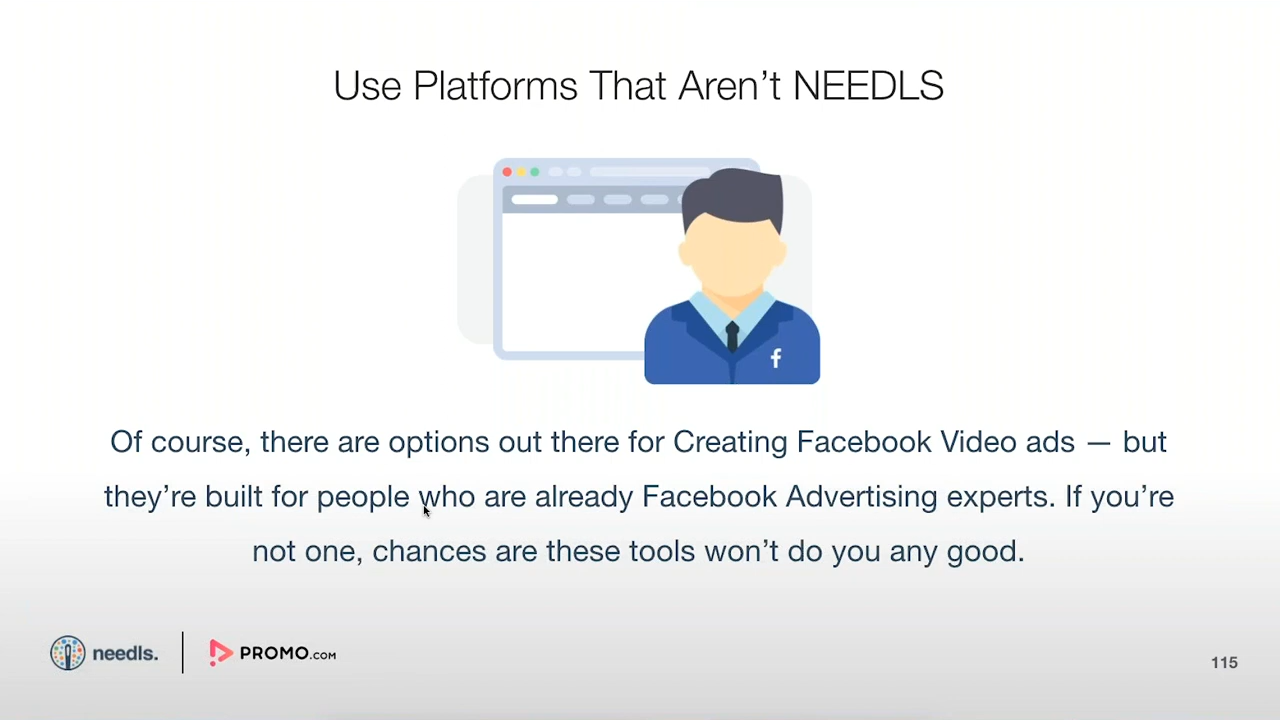 Use Platforms That Aren’t NEEDLS
f
Of course, there are options out there for Creating Facebook Video ads — but
they’re built for people who are already Facebook Advertising experts. If you’re
not one, chances are these tools won’t do you any good.
needls.
PROMO.COM
115